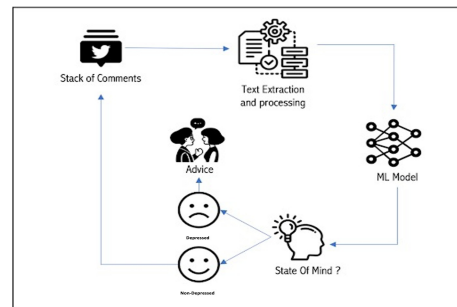 Stack of Comments
Text Extraction
and processing
ML Model
State Of Mind ?
Advice
Depressed
Non-Depressed